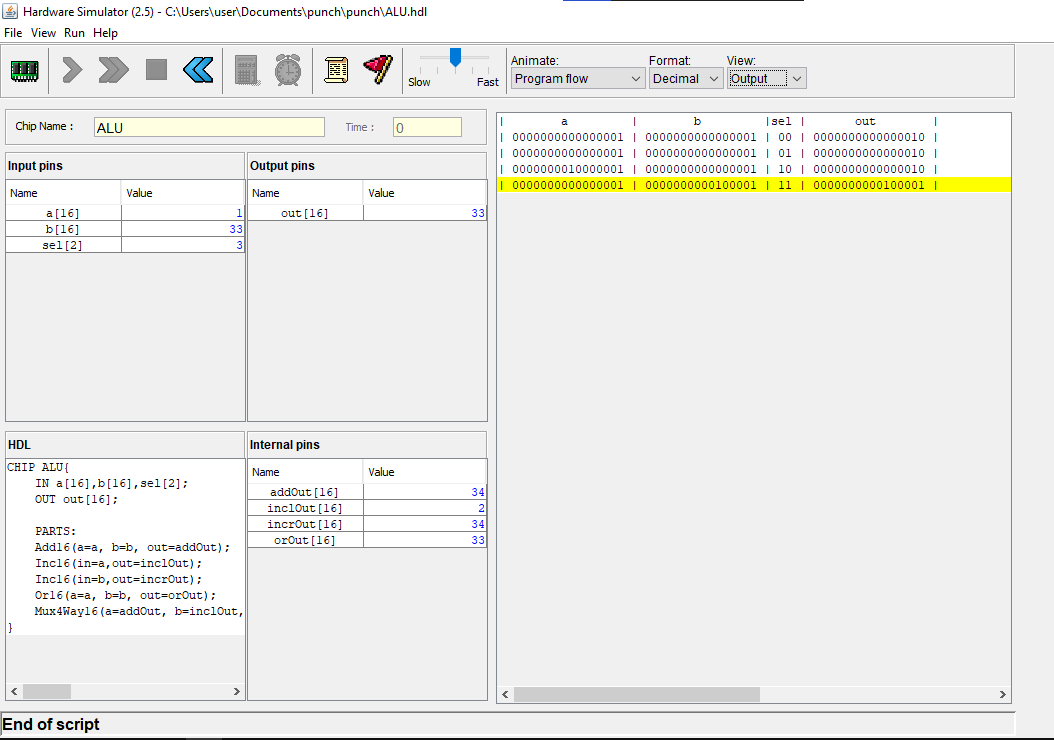 Hardware Simulator (2.5) - C:\Users\user\Documents\punch\punch\ALU.hdl
File View Run Help
Slow Fast
Animate: Format: View:
Program flow Decimal Output
Chip Name : ALU Time : 0
Input pins
Name Value
a[16] 1
b[16] 33
sel[2] 3
Output pins
Name Value
out[16] 33
HDL
CHIP ALU{
IN a[16],b[16],sel[2];
OUT out[16];
PARTS:
Add16(a=a, b=b, out=addOut);
Inc16(in=a,out=inclOut);
Inc16(in=b,out=incrOut);
Or16(a=a, b=b, out=orOut);
Mux4Way16(a=addOut, b=inclOut,
}
Internal pins
Name Value
addOut[16] 34
inclOut[16] 2
incrOut[16] 34
orOut[16] 33
| a | b |sel | out |
| 0000000000000001 | 0000000000000001 | 00 | 0000000000000010 |
| 0000000000000001 | 0000000000000001 | 01 | 0000000000000010 |
| 0000000010000001 | 0000000000000001 | 10 | 0000000000000010 |
| 0000000000000001 | 0000000000100001 | 11 | 0000000000100001 |
End of script